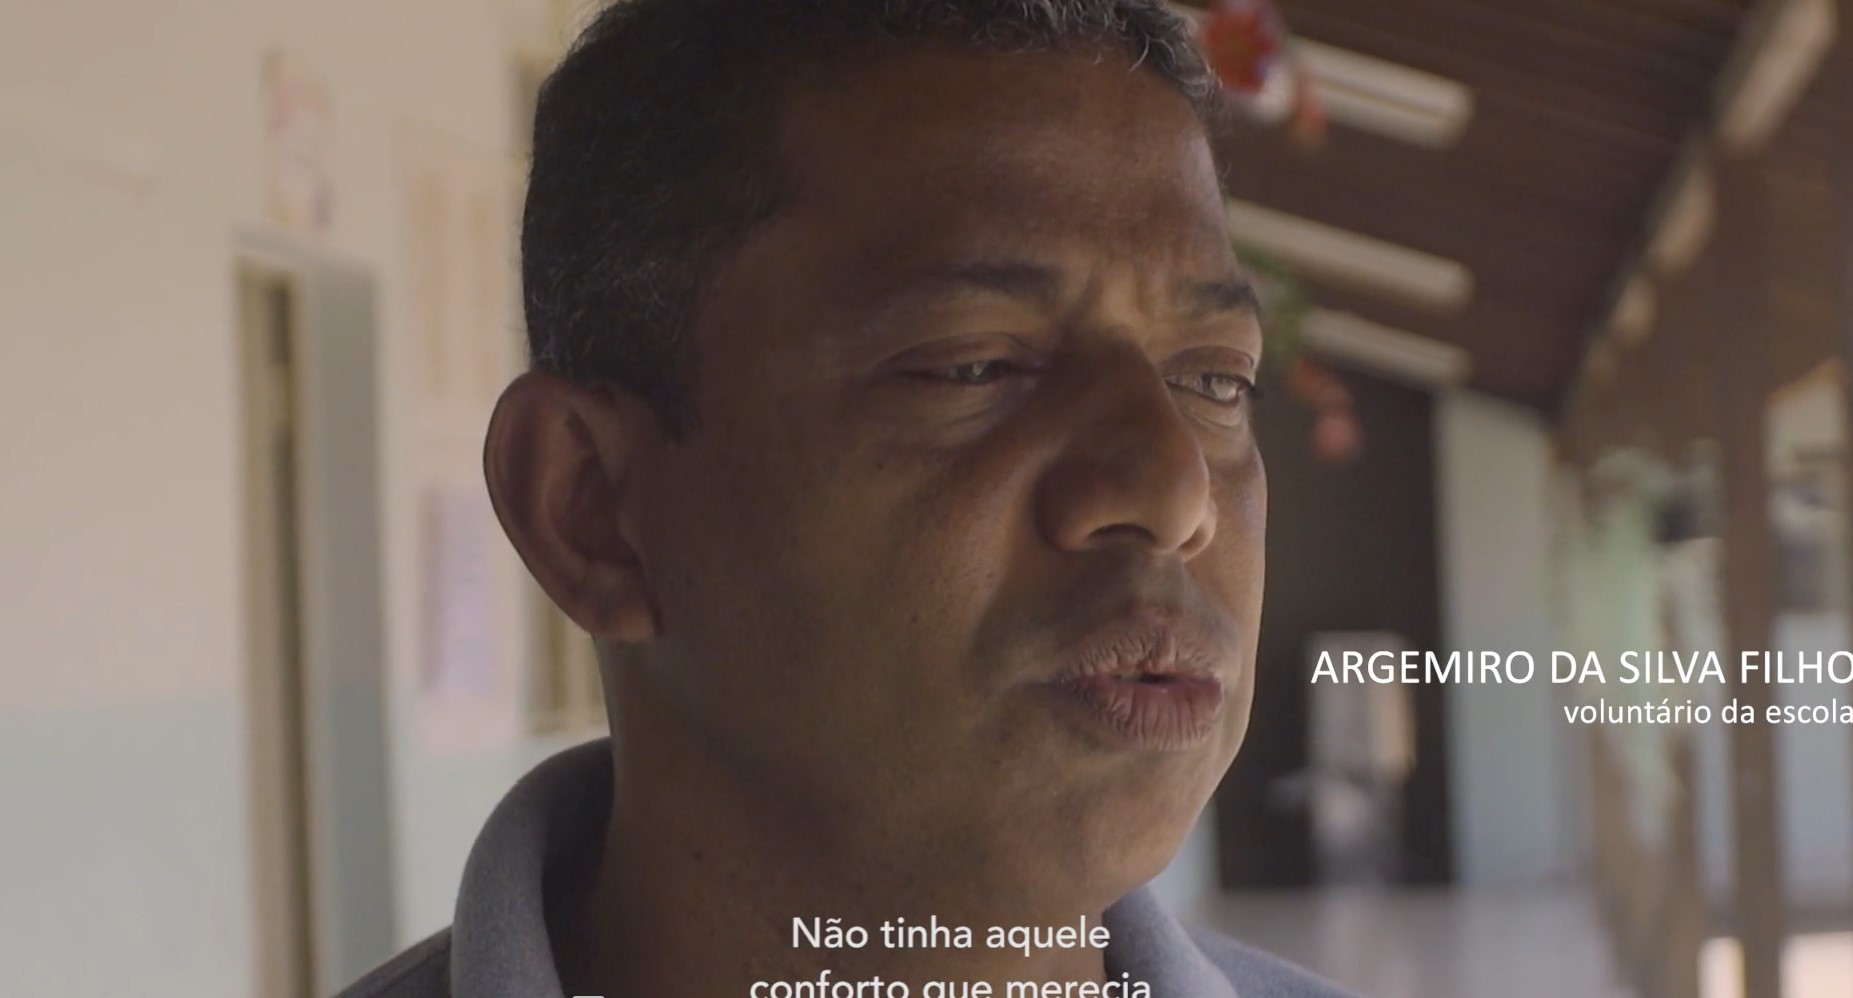 ARGEMIRO DA SILVA FILHO
voluntário da escola
Não tinha aquele
conforto que merecia